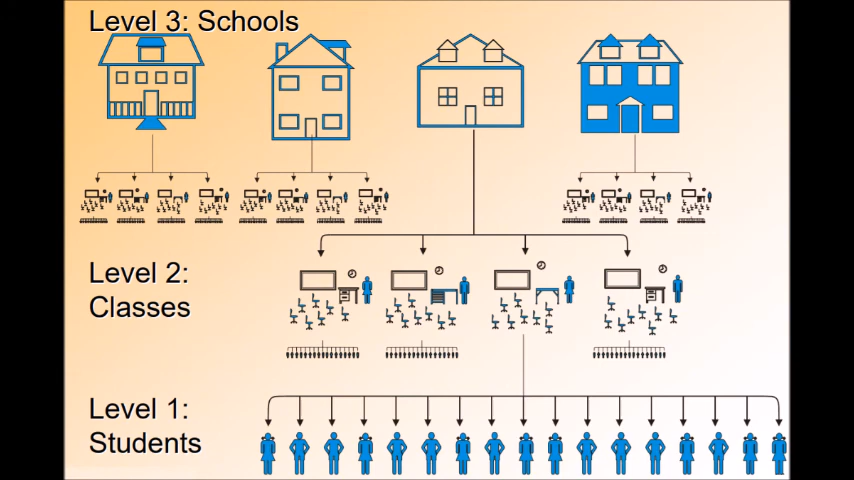 Level 3: Schools
Level 2:
Classes
Level 1:
Students